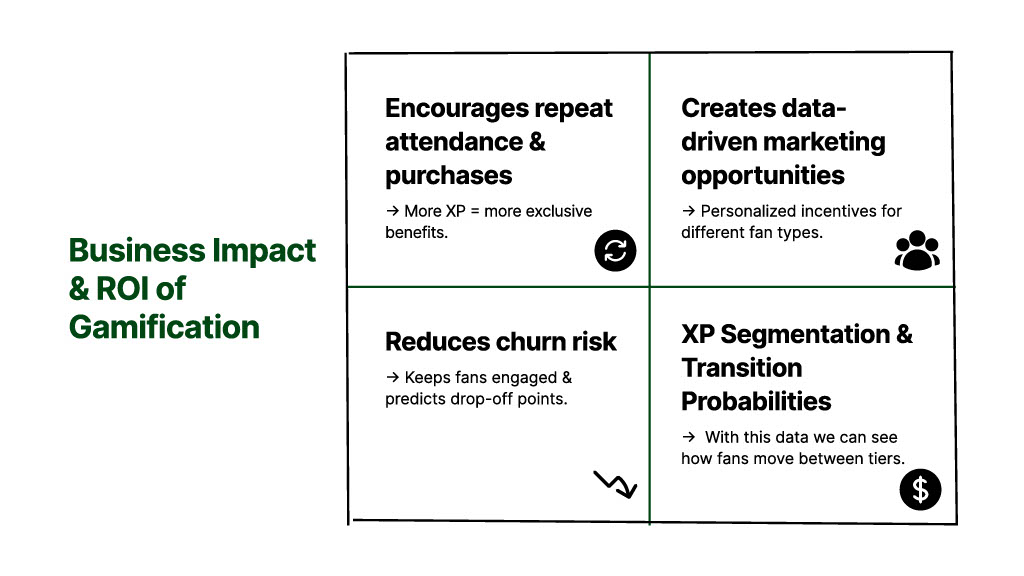 Business Impact
& ROI of
Gamification
Encourages repeat
attendance &
purchases
→ More XP = more exclusive
benefits.
Creates data-
driven marketing
opportunities
→ Personalized incentives for
different fan types.
Reduces churn risk
→ Keeps fans engaged &
predicts drop-off points.
XP Segmentation &
Transition
Probabilities
→ With this data we can see
how fans move between tiers.
$